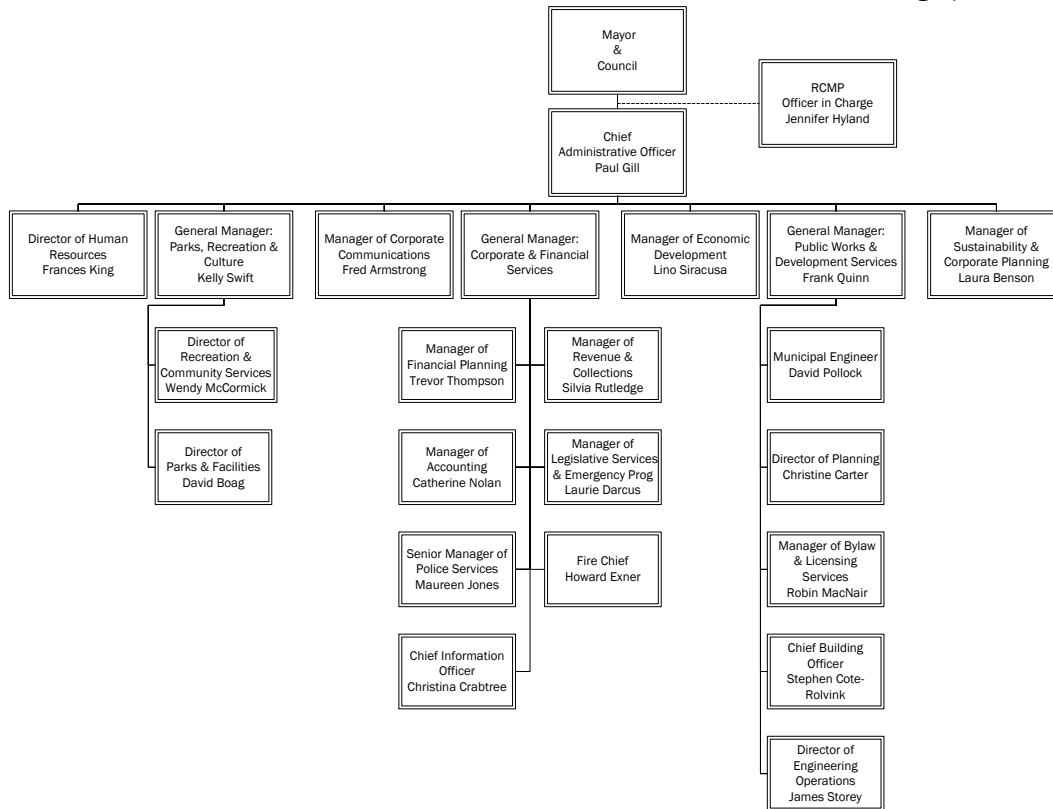 Mayor
&
Council
RCMP
Officer in Charge
Jennifer Hyland
Chief
Administrative Officer
Paul Gill
Director of Human
Resources
Frances King
General Manager:
Parks, Recreation &
Culture
Kelly Swift
Manager of Corporate
Communications
Fred Armstrong
General Manager:
Corporate & Financial
Services
Manager of Economic
Development
Lino Siracusa
General Manager:
Public Works &
Development Services
Frank Quinn
Manager of
Sustainability &
Corporate Planning
Laura Benson
Director of
Recreation &
Community Services
Wendy McCormick
Director of
Parks & Facilities
David Boag
Manager of
Financial Planning
Trevor Thompson
Manager of
Revenue &
Collections
Silvia Rutledge
Manager of
Accounting
Catherine Nolan
Manager of
Legislative Services
& Emergency Prog
Laurie Darcus
Senior Manager of
Police Services
Maureen Jones
Fire Chief
Howard Exner
Chief Information
Officer
Christina Crabtree
Municipal Engineer
David Pollock
Director of Planning
Christine Carter
Manager of Bylaw
& Licensing
Services
Robin MacNair
Chief Building
Officer
Stephen Cote-
Rolvink
Director of
Engineering
Operations
James Storey